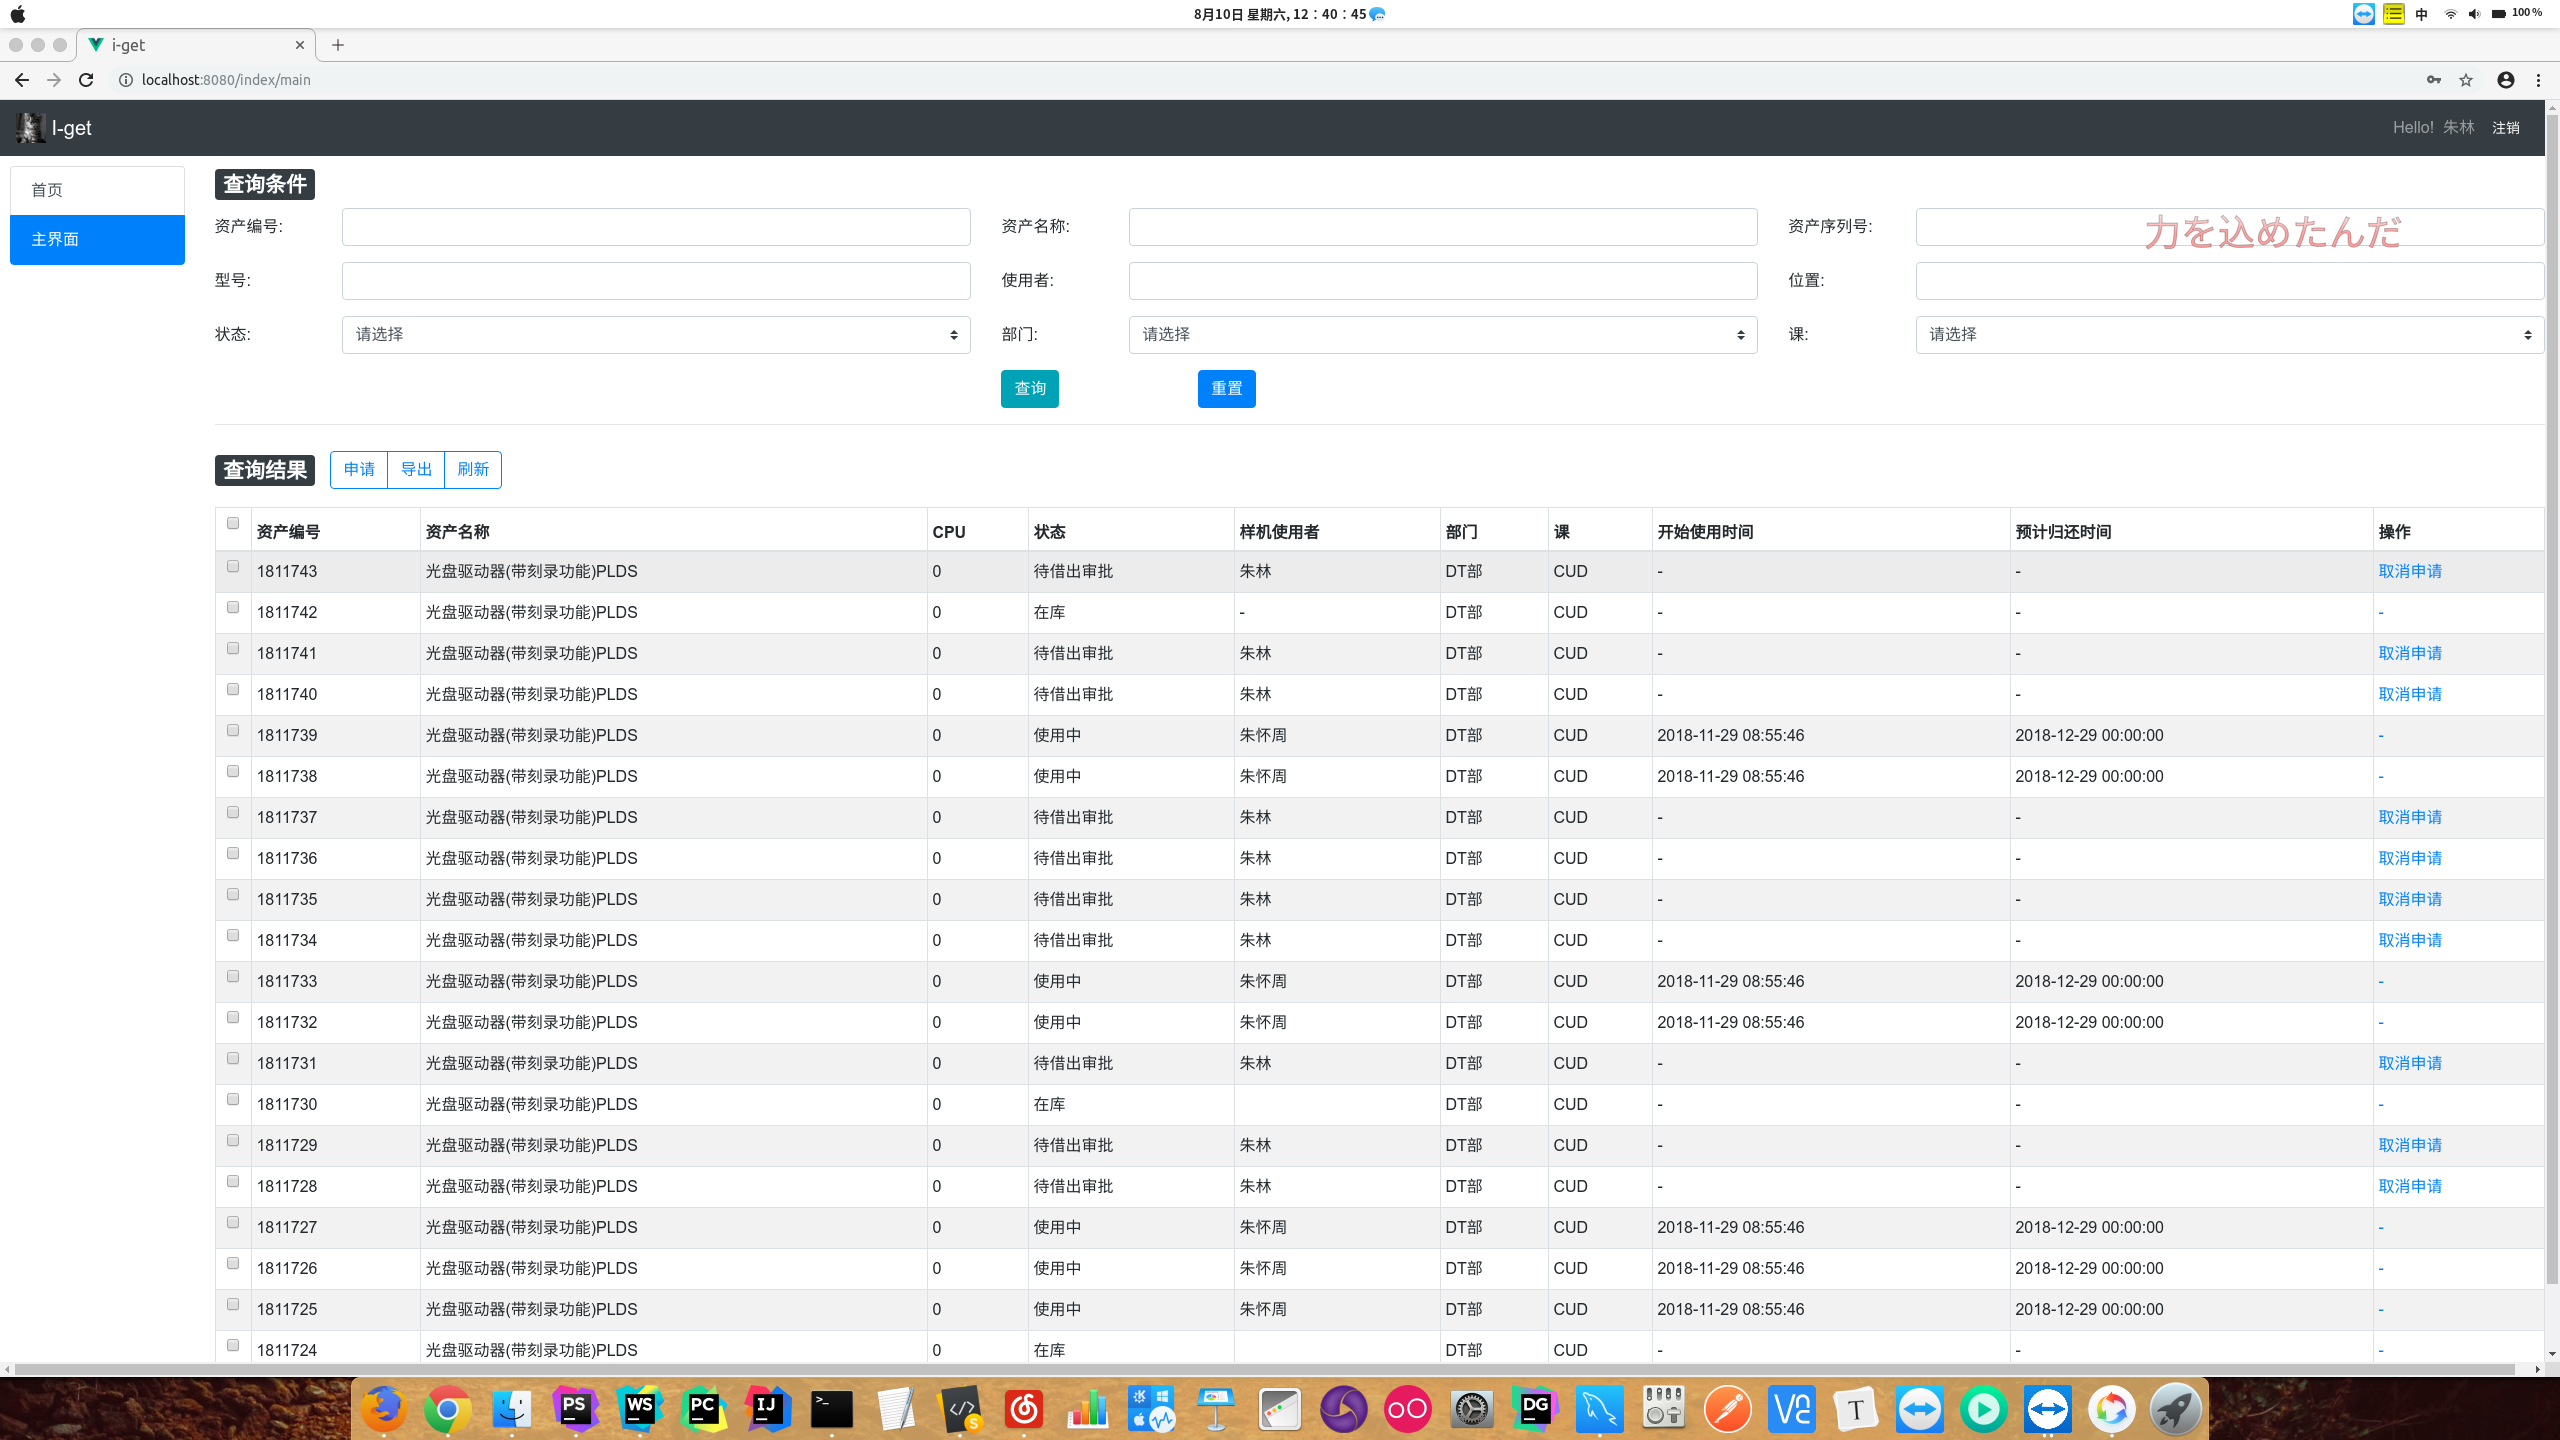 8月10日 星期六, 12：40：45
中 100%
i-get
localhost:8080/index/main
I-get Hello! 朱林 注销
首页
主界面
查询条件
资产编号: 资产名称: 资产序列号: 力を込めたんだ
型号: 使用者: 位置:
状态: 请选择 部门: 请选择 课: 请选择
查询 重置
查询结果 申请 导出 刷新
资产编号 资产名称 CPU 状态 样机使用者 部门 课 开始使用时间 预计归还时间 操作
1811743 光盘驱动器(带刻录功能)PLDS 0 待借出审批 朱林 DT部 CUD - - 取消申请
1811742 光盘驱动器(带刻录功能)PLDS 0 在库 - DT部 CUD - - -
1811741 光盘驱动器(带刻录功能)PLDS 0 待借出审批 朱林 DT部 CUD - - 取消申请
1811740 光盘驱动器(带刻录功能)PLDS 0 待借出审批 朱林 DT部 CUD - - 取消申请
1811739 光盘驱动器(带刻录功能)PLDS 0 使用中 朱怀周 DT部 CUD 2018-11-29 08:55:46 2018-12-29 00:00:00 -
1811738 光盘驱动器(带刻录功能)PLDS 0 使用中 朱怀周 DT部 CUD 2018-11-29 08:55:46 2018-12-29 00:00:00 -
1811737 光盘驱动器(带刻录功能)PLDS 0 待借出审批 朱林 DT部 CUD - - 取消申请
1811736 光盘驱动器(带刻录功能)PLDS 0 待借出审批 朱林 DT部 CUD - - 取消申请
1811735 光盘驱动器(带刻录功能)PLDS 0 待借出审批 朱林 DT部 CUD - - 取消申请
1811734 光盘驱动器(带刻录功能)PLDS 0 待借出审批 朱林 DT部 CUD - - 取消申请
1811733 光盘驱动器(带刻录功能)PLDS 0 使用中 朱怀周 DT部 CUD 2018-11-29 08:55:46 2018-12-29 00:00:00 -
1811732 光盘驱动器(带刻录功能)PLDS 0 使用中 朱怀周 DT部 CUD 2018-11-29 08:55:46 2018-12-29 00:00:00 -
1811731 光盘驱动器(带刻录功能)PLDS 0 待借出审批 朱林 DT部 CUD - - 取消申请
1811730 光盘驱动器(带刻录功能)PLDS 0 在库 DT部 CUD - - -
1811729 光盘驱动器(带刻录功能)PLDS 0 待借出审批 朱林 DT部 CUD - - 取消申请
1811728 光盘驱动器(带刻录功能)PLDS 0 待借出审批 朱林 DT部 CUD - - 取消申请
1811727 光盘驱动器(带刻录功能)PLDS 0 使用中 朱怀周 DT部 CUD 2018-11-29 08:55:46 2018-12-29 00:00:00 -
1811726 光盘驱动器(带刻录功能)PLDS 0 使用中 朱怀周 DT部 CUD 2018-11-29 08:55:46 2018-12-29 00:00:00 -
1811725 光盘驱动器(带刻录功能)PLDS 0 使用中 朱怀周 DT部 CUD 2018-11-29 08:55:46 2018-12-29 00:00:00 -
1811724 光盘驱动器(带刻录功能)PLDS 0 在库 DT部 CUD - - -
PS WS PC IJ >_ </> S DG T